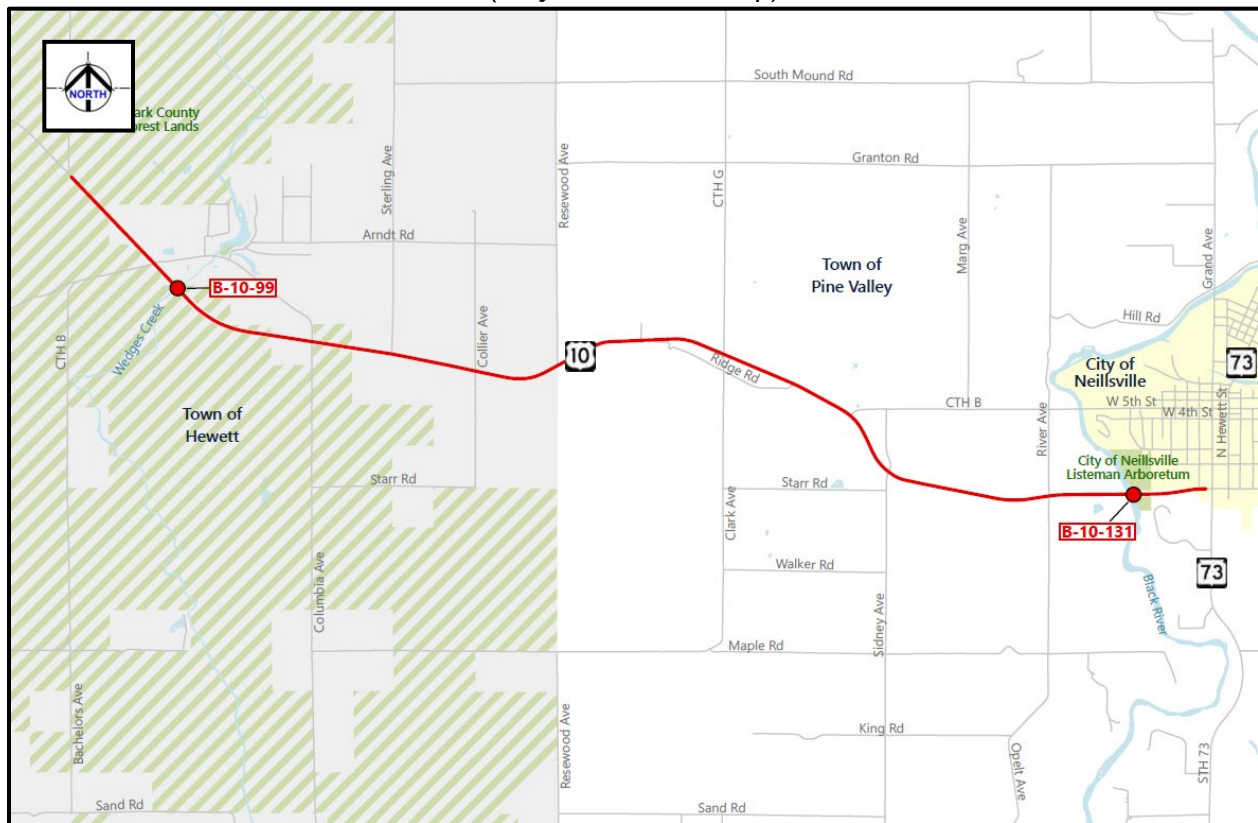 South Mound Rd
NORTH
ark County
orest Lands
Granton Rd
Sterling Ave
Resewood Ave
CTH G
Marg Ave
Grand Ave
Arndt Rd
Town of
Pine Valley
B-10-99
Hill Rd
Wedges Creek
CTH B
Collier Ave
10
Ridge Rd
73
City of
Neillsville
W 5th St
W 4th St
CTH B
River Ave
N Hewett St
Town of
Hewett
City of Neillsville
Listeman Arboretum
Starr Rd
Starr Rd
Clark Ave
B-10-131
Walker Rd
73
Columbia Ave
Black River
Sidney Ave
Maple Rd
Bachelors Ave
Resewood Ave
King Rd
Opelt Ave
STH 73
Sand Rd
Sand Rd